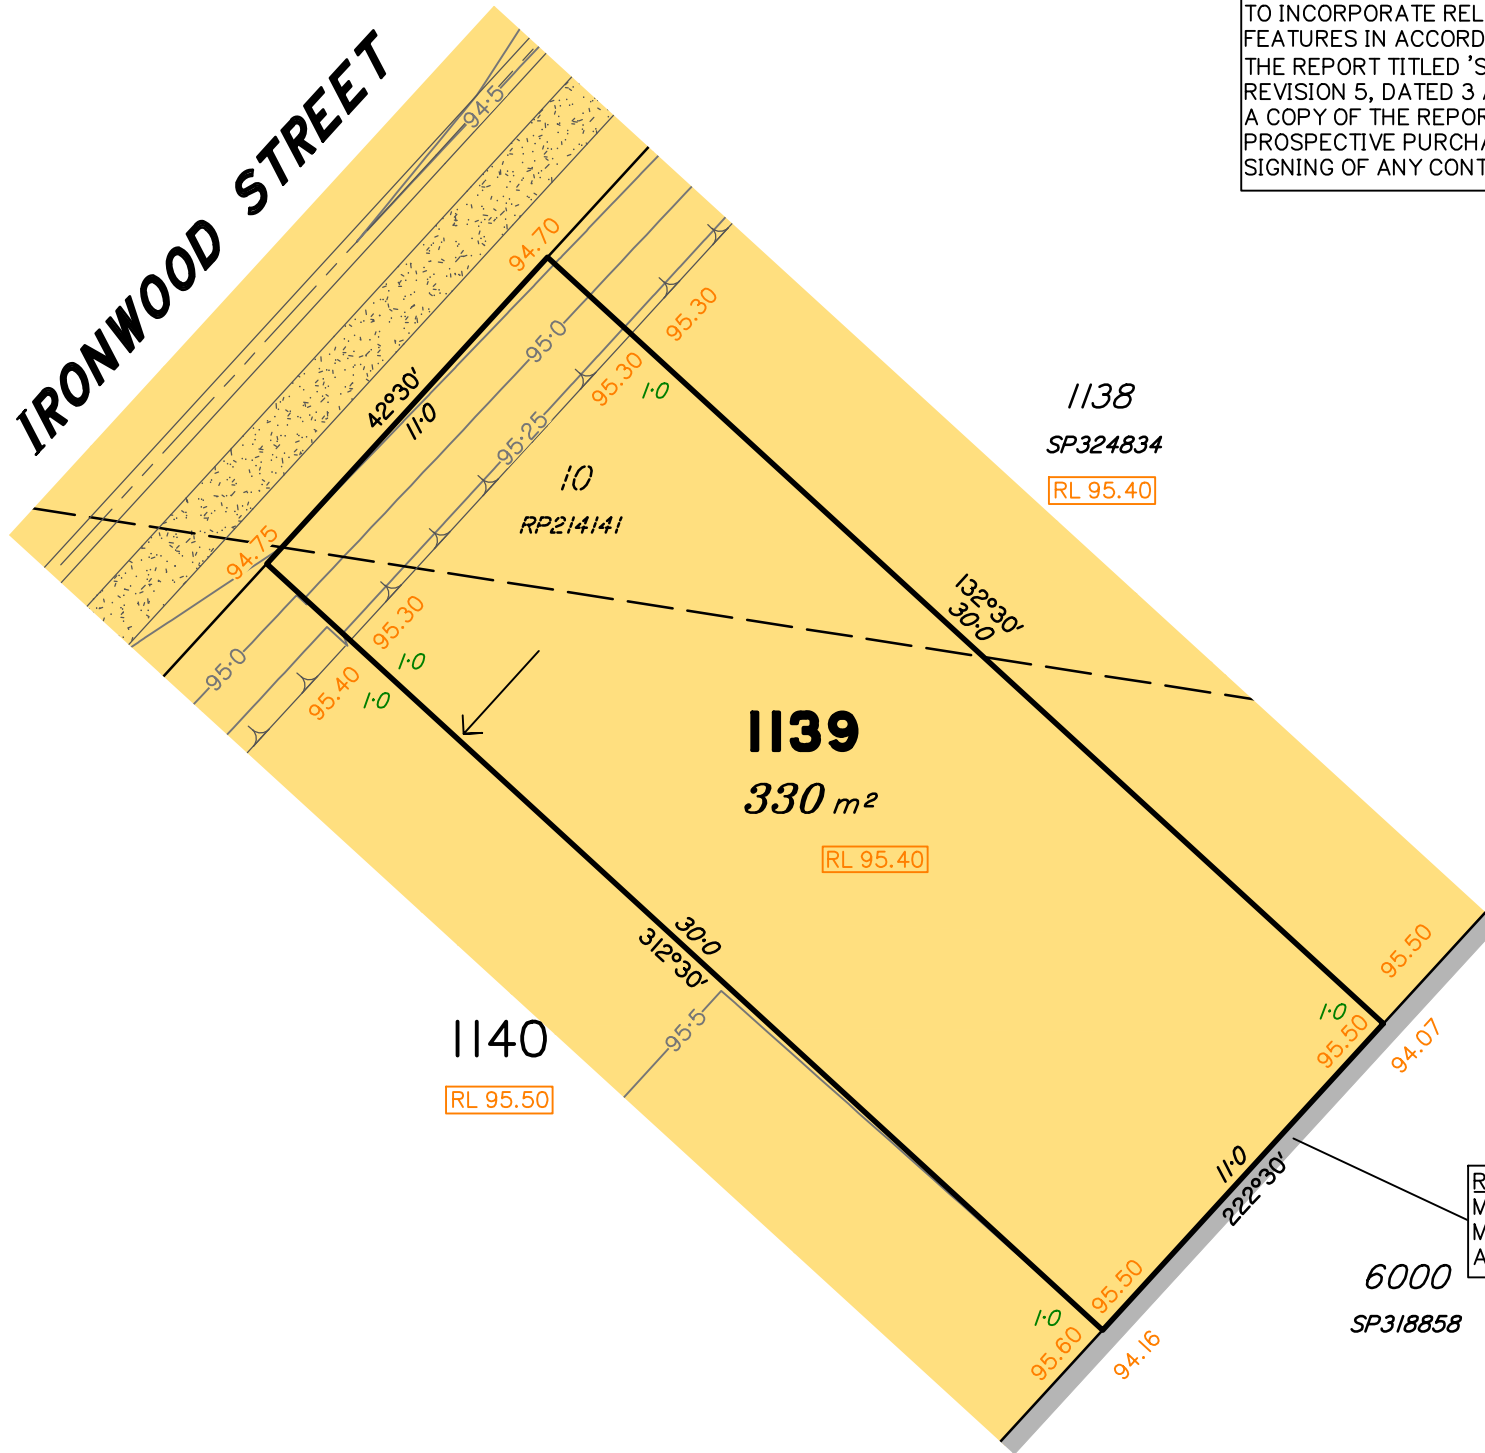 TO INCORPORATE REL
FEATURES IN ACCORD
THE REPORT TITLED 'S
REVISION 5, DATED 3 A
A COPY OF THE REPOR
PROSPECTIVE PURCHA
SIGNING OF ANY CONT
IRONWOOD STREET
94·5
94.70
95.30
95·0
95.30
1·0
42°30'
11·0
95·25
10
RP214141
1138
SP324834
RL 95.40
94.75
95.30
1·0
95·0
95.40
1·0
132°30'
30·0
1139
330 m²
RL 95.40
30·0
312°30'
95·5
1140
RL 95.50
95.50
1·0
95.50
94.07
11·0
222°30'
R
M
M
A
6000
SP318858
95.50
1·0
95.60
94.16